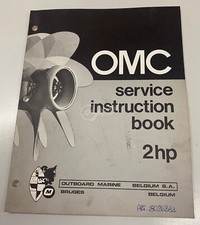 OMC
service
instruction
book
2hp
OUTBOARD MARINE BELGIUM S.A.
BRUGES BELGIUM